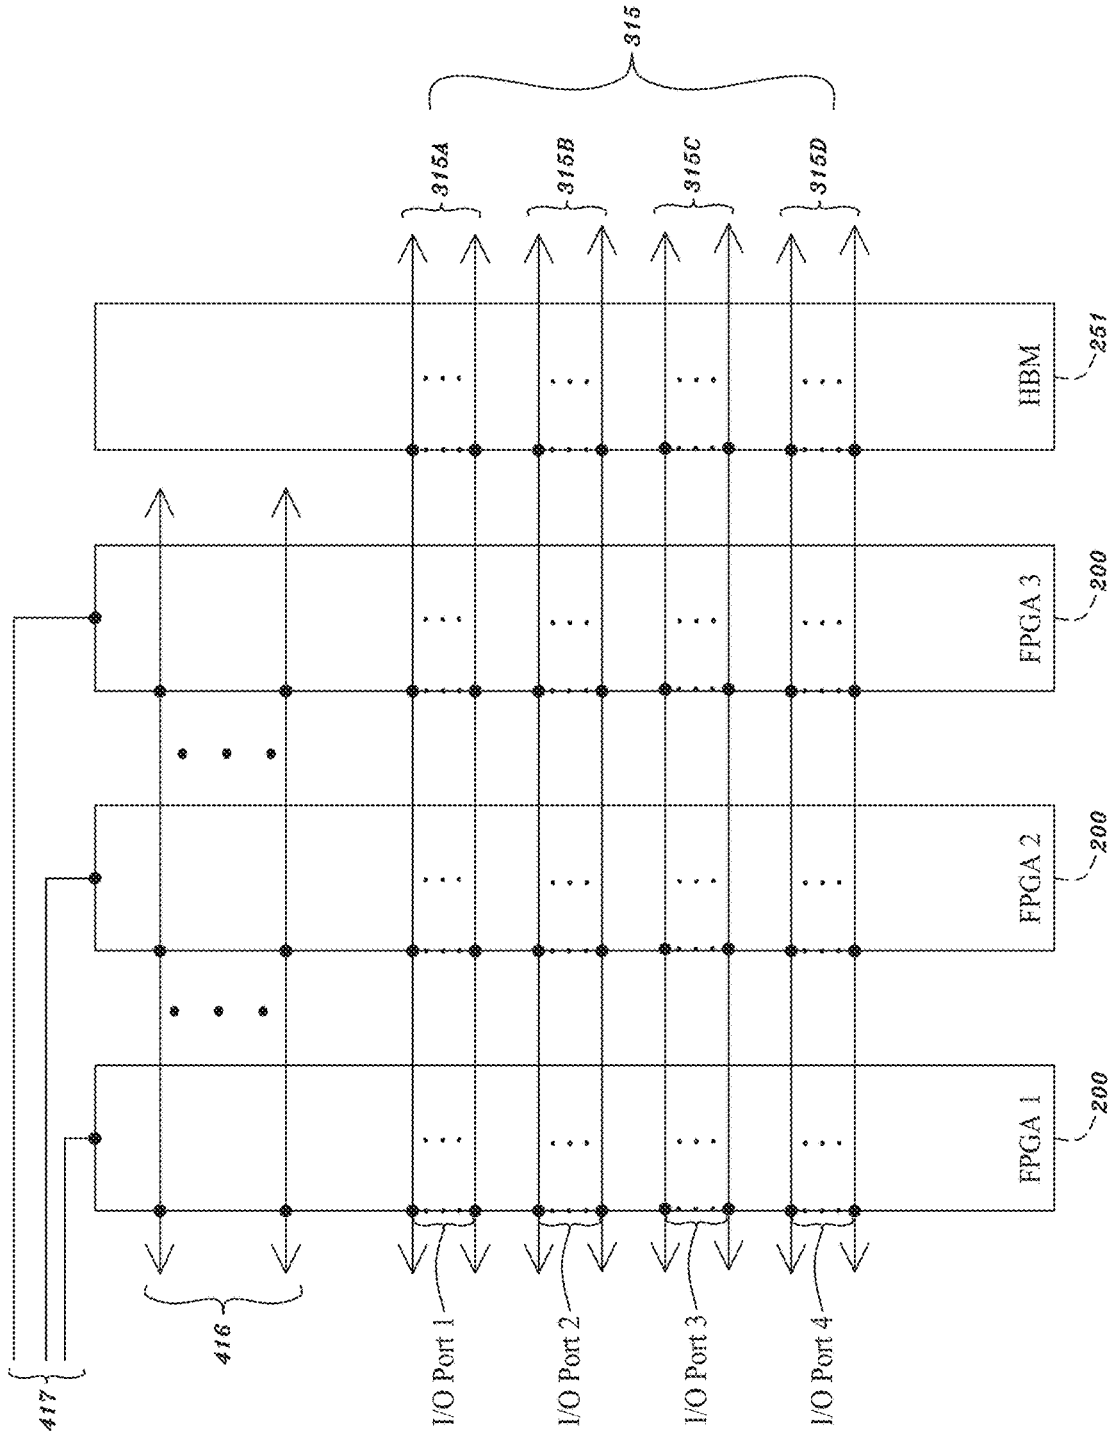 417
416
I/O Port 1
315A
I/O Port 2
315B
315
I/O Port 3
315C
I/O Port 4
315D
FPGA 1
FPGA 2
FPGA 3
HBM
200
200
200
251